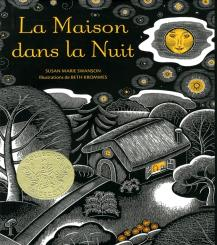 La Maison
dans la Nuit
SUSAN MARIE SWANSON
Illustrations de BETH KROMMES